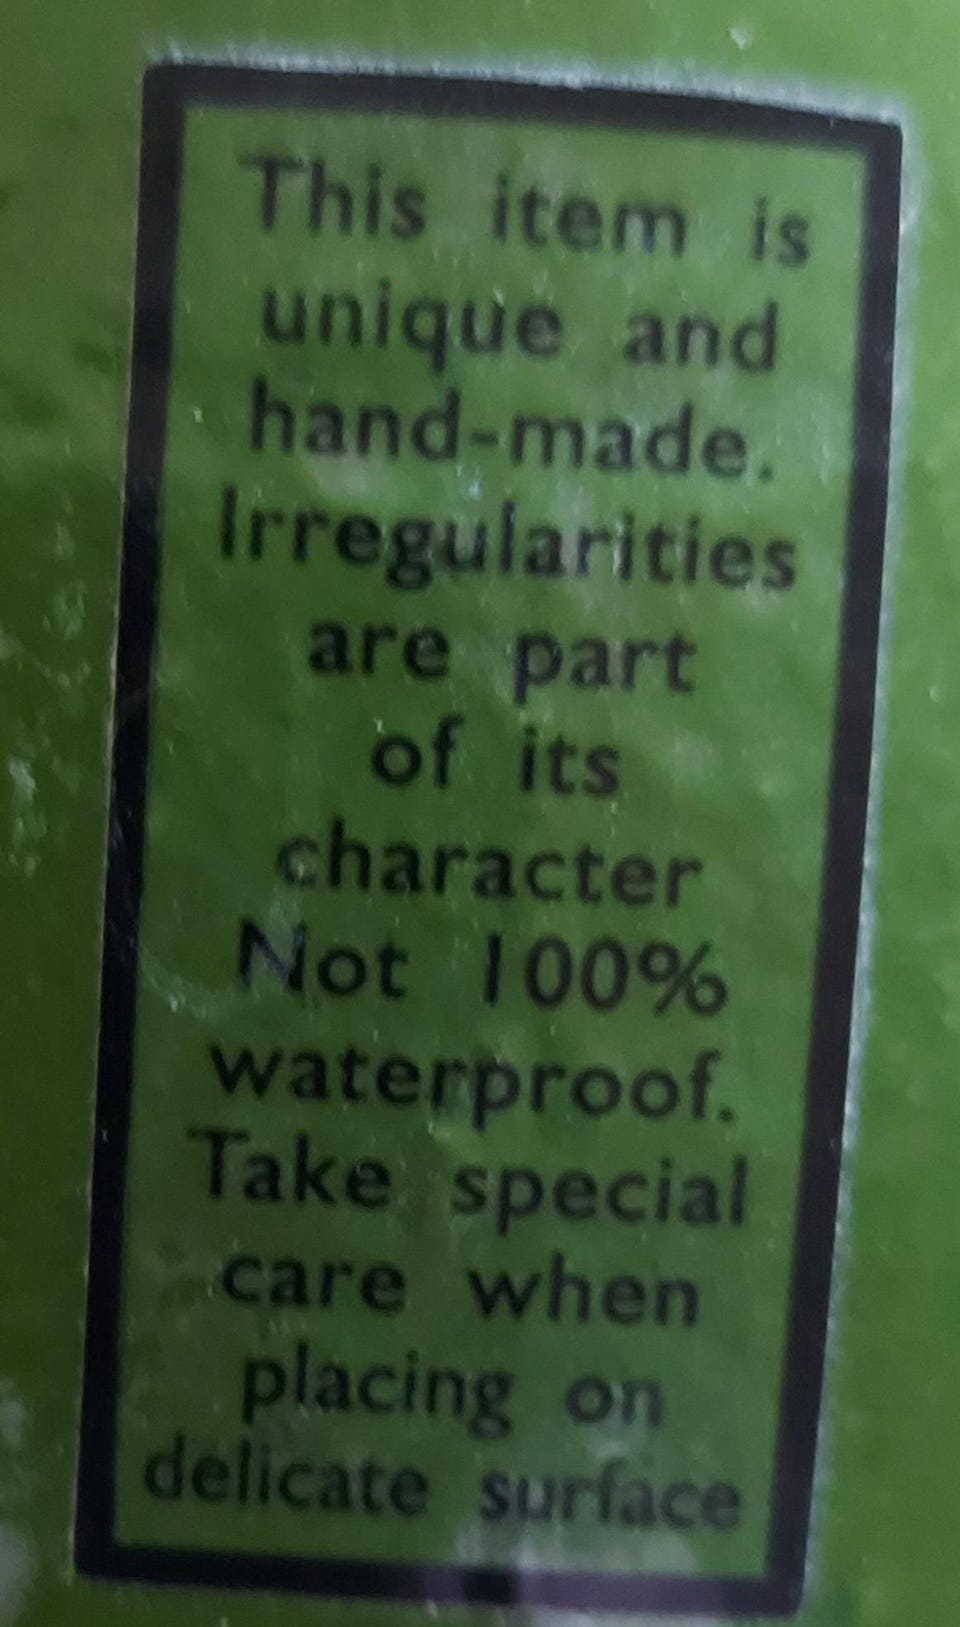 This item is
unique and
hand-made.
Irregularities
are part
of its
character
Not 100%
waterproof.
Take special
care when
placing on
delicate surface